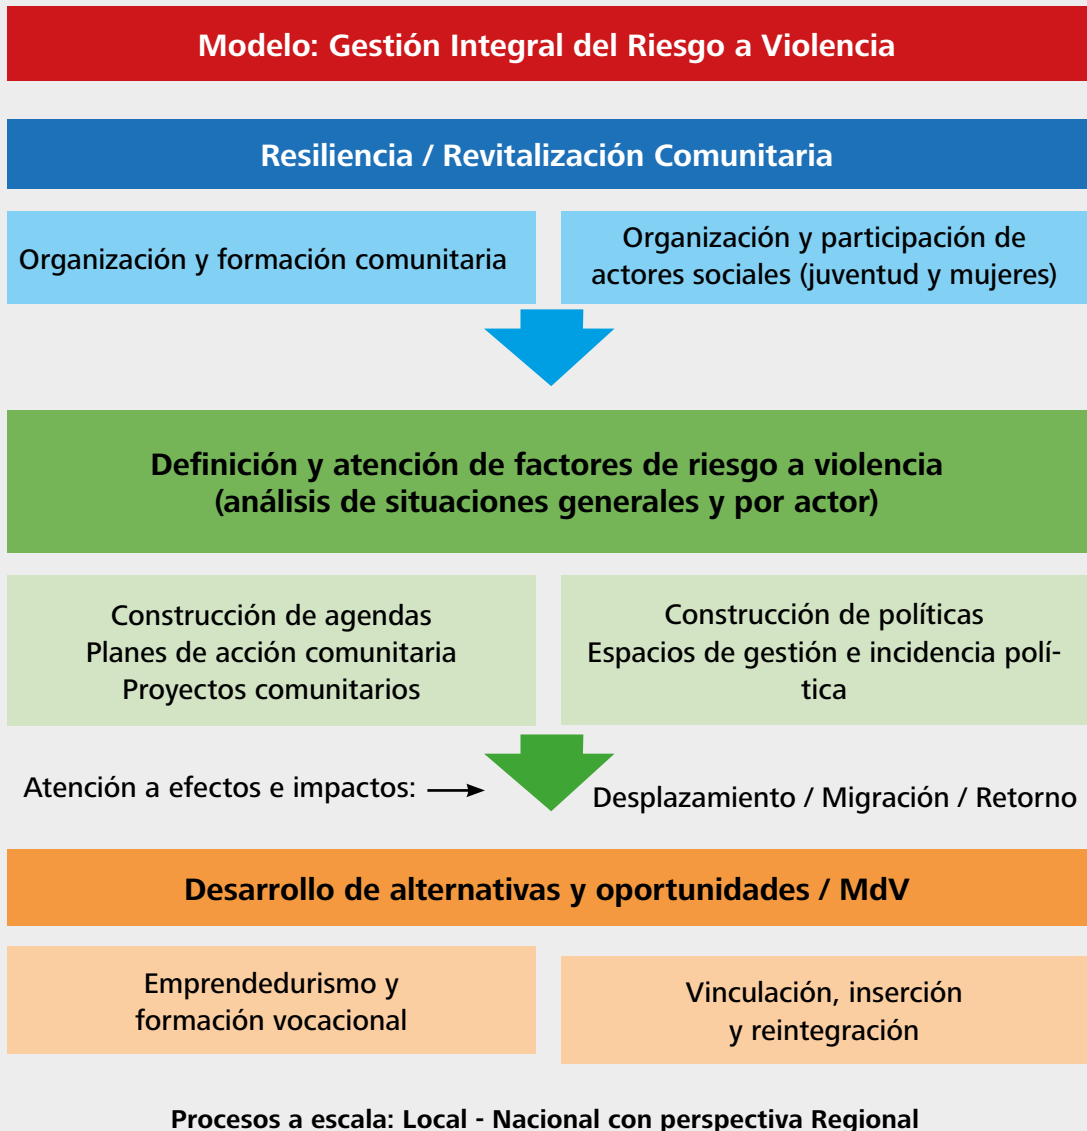 Modelo: Gestión Integral del Riesgo a Violencia
Resiliencia / Revitalización Comunitaria
Organización y formación comunitaria
Organización y participación de
actores sociales (juventud y mujeres)
Definición y atención de factores de riesgo a violencia
(análisis de situaciones generales y por actor)
Construcción de agendas
Planes de acción comunitaria
Proyectos comunitarios
Construcción de políticas
Espacios de gestión e incidencia polí-
tica
Atención a efectos e impactos:
Desplazamiento / Migración / Retorno
Desarrollo de alternativas y oportunidades / MdV
Emprendedurismo y
formación vocacional
Vinculación, inserción
y reintegración
Procesos a escala: Local - Nacional con perspectiva Regional